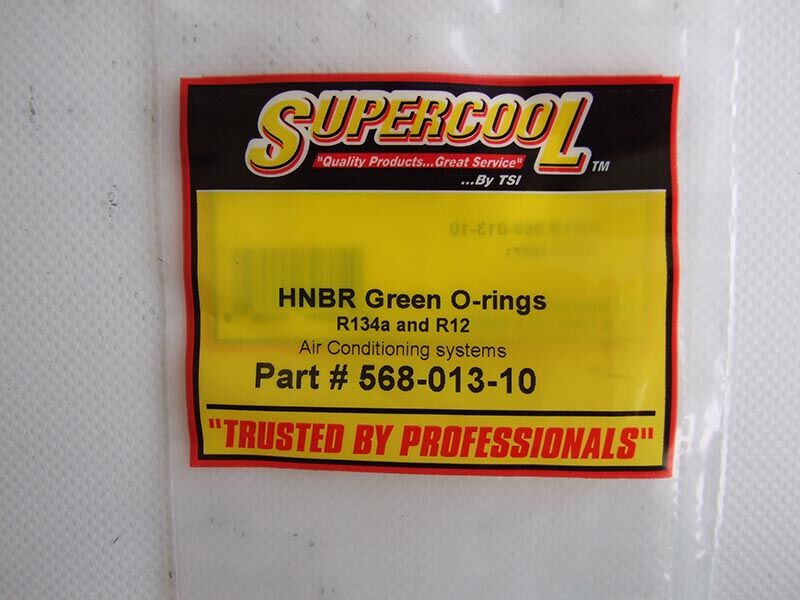 SUPERCOOL
"Quality Products...Great Service"
TM
...By TSI
HNBR Green O-rings
R134a and R12
Air Conditioning systems
Part # 568-013-10
"TRUSTED BY PROFESSIONALS"